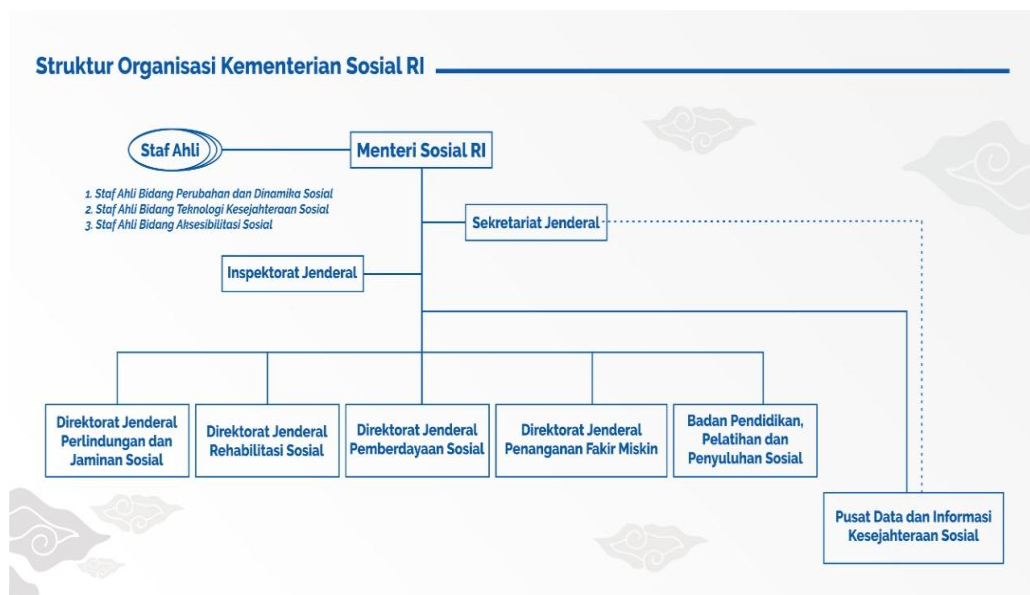 Struktur Organisasi Kementerian Sosial RI
Staf Ahli
Menteri Sosial RI
1. Staf Ahli Bidang Perubahan dan Dinamika Sosial
2. Staf Ahli Bidang Teknologi Kesejahteraan Sosial
3. Staf Ahli Bidang Aksesibilitas Sosial
Sekretariat Jenderal
Inspektorat Jenderal
Direktorat Jenderal
Perlindungan dan
Jaminan Sosial
Direktorat Jenderal
Rehabilitasi Sosial
Direktorat Jenderal
Pemberdayaan Sosial
Direktorat Jenderal
Penanganan Fakir Miskin
Badan Pendidikan,
Pelatihan dan
Penyuluhan Sosial
Pusat Data dan Informasi
Kesejahteraan Sosial